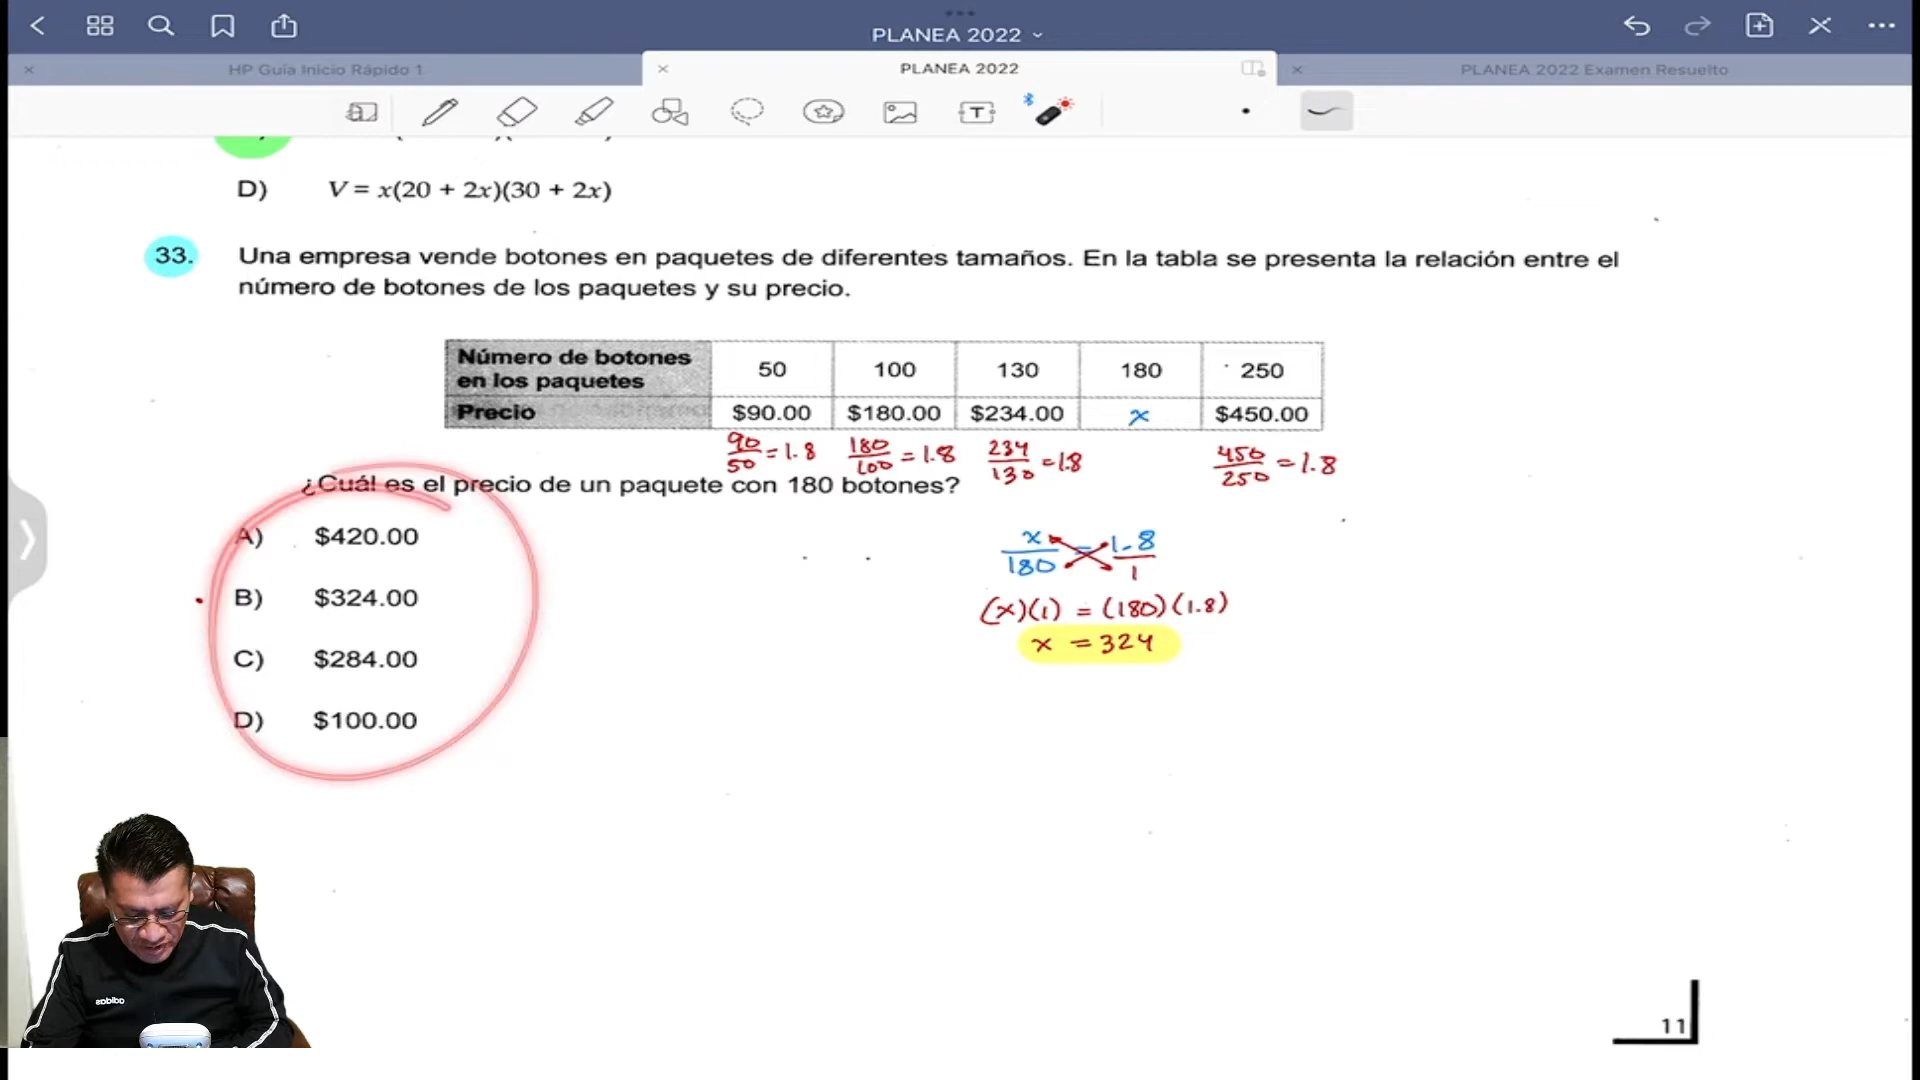 PLANEA 2022
HP Guía Inicio Rápido 1
PLANEA 2022
PLANEA 2022 Examen Resuelto
D) V = x(20 + 2x)(30 + 2x)
33. Una empresa vende botones en paquetes de diferentes tamaños. En la tabla se presenta la relación entre el
número de botones de los paquetes y su precio.
Número de botones en los paquetes 50 100 130 180 250
Precio $90.00 $180.00 $234.00 x $450.00
90/50 = 1.8 180/100 = 1.8 234/130 = 1.8 450/250 = 1.8
¿Cuál es el precio de un paquete con 180 botones?
A) $420.00
B) $324.00
C) $284.00
D) $100.00
x/180 = 1.8/1
(x)(1) = (180)(1.8)
x = 324
adidas
11